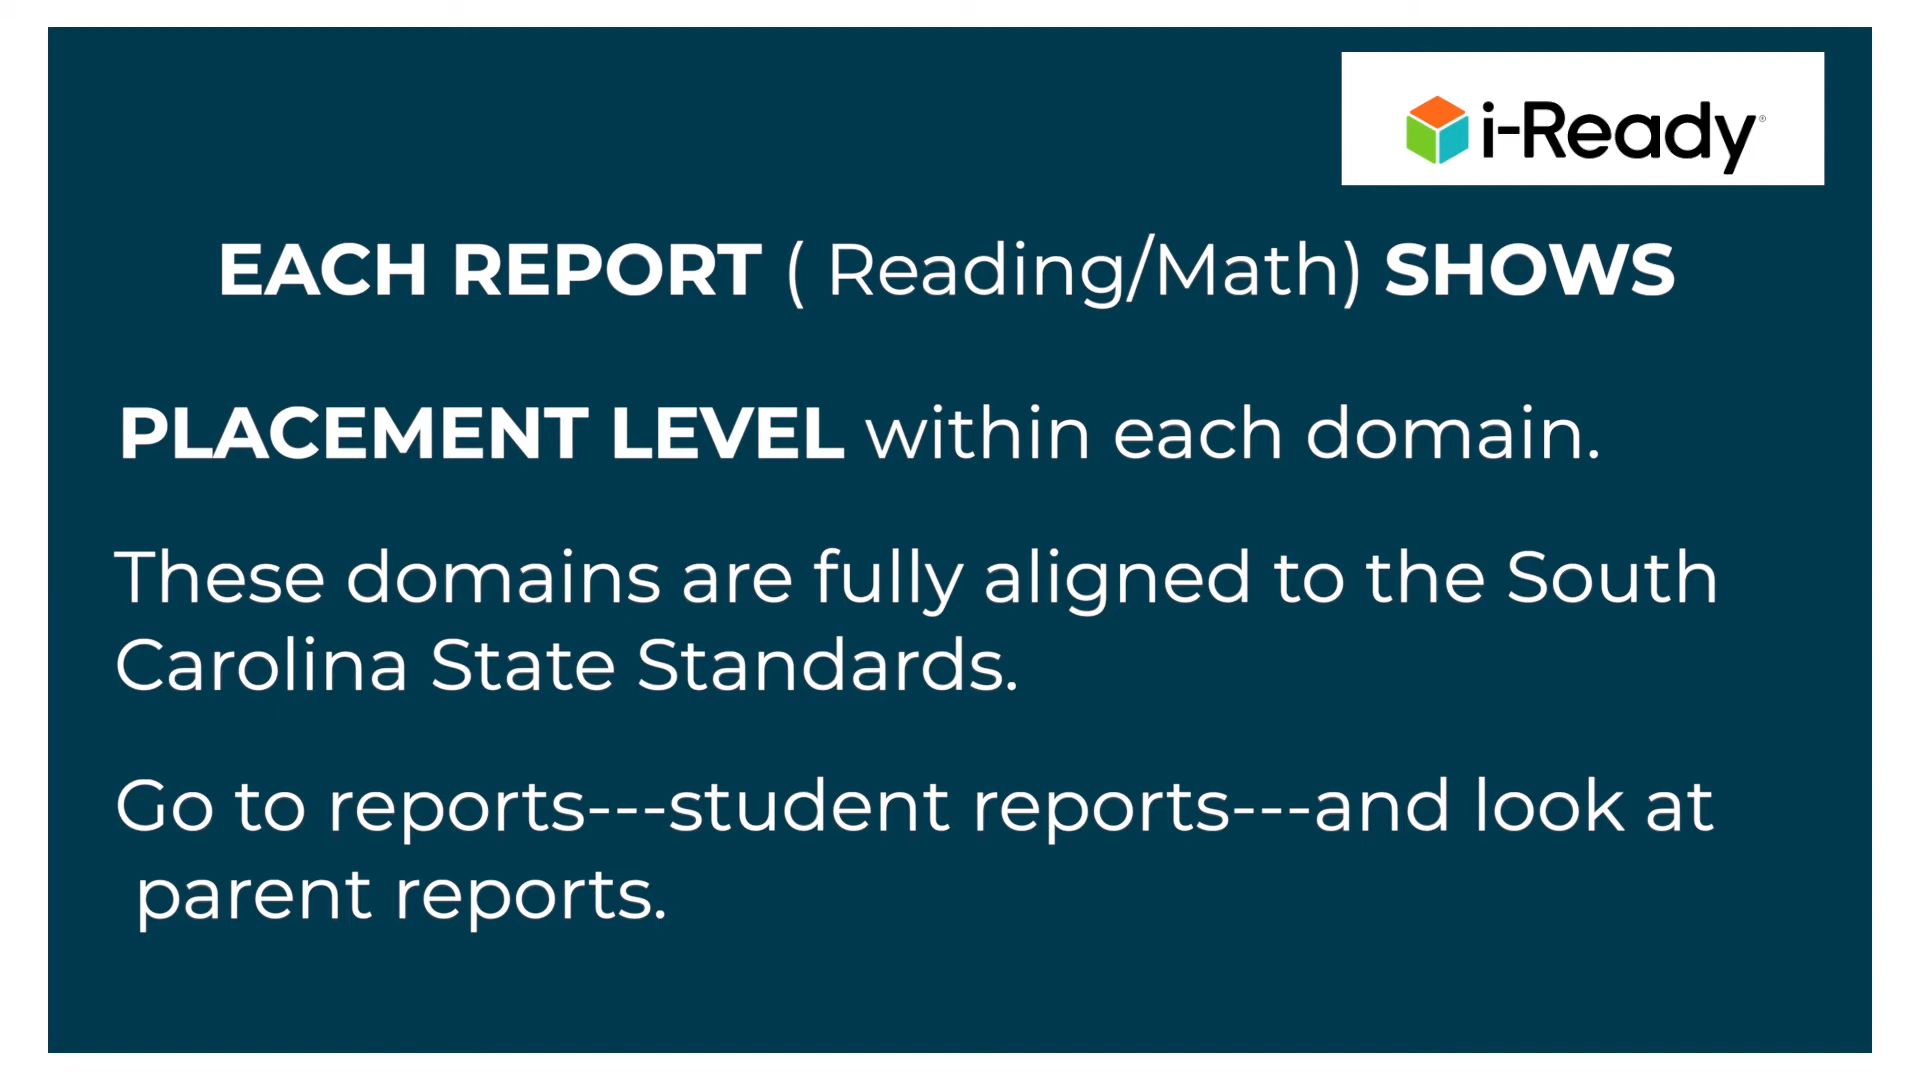 i-Ready®
EACH REPORT ( Reading/Math) SHOWS
PLACEMENT LEVEL within each domain.
These domains are fully aligned to the South
Carolina State Standards.
Go to reports---student reports---and look at
parent reports.